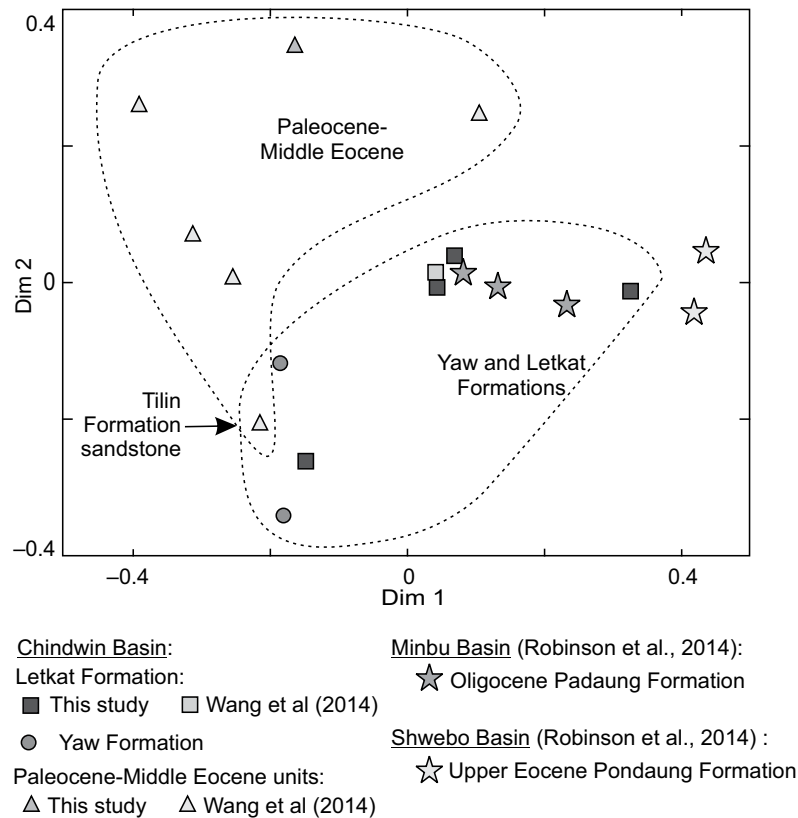 0.4
Paleocene-
Middle Eocene
Dim 2
0
Yaw and Letkat
Formations
Tilin
Formation
sandstone
–0.4
–0.4
0
0.4
Dim 1
Chindwin Basin:
Letkat Formation:
This study
Wang et al (2014)
Yaw Formation
Paleocene-Middle Eocene units:
This study
Wang et al (2014)
Minbu Basin (Robinson et al., 2014):
Oligocene Padaung Formation
Shwebo Basin (Robinson et al., 2014) :
Upper Eocene Pondaung Formation